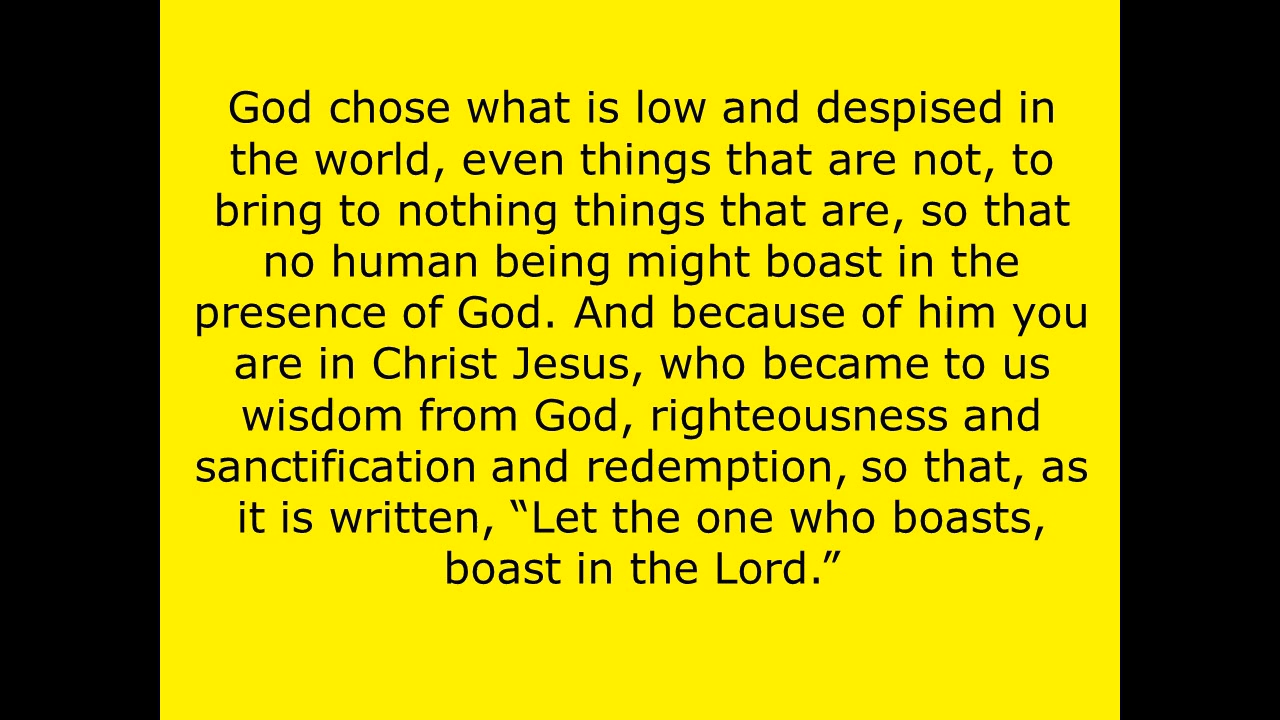 God chose what is low and despised in
the world, even things that are not, to
bring to nothing things that are, so that
no human being might boast in the
presence of God. And because of him you
are in Christ Jesus, who became to us
wisdom from God, righteousness and
sanctification and redemption, so that, as
it is written, “Let the one who boasts,
boast in the Lord.”